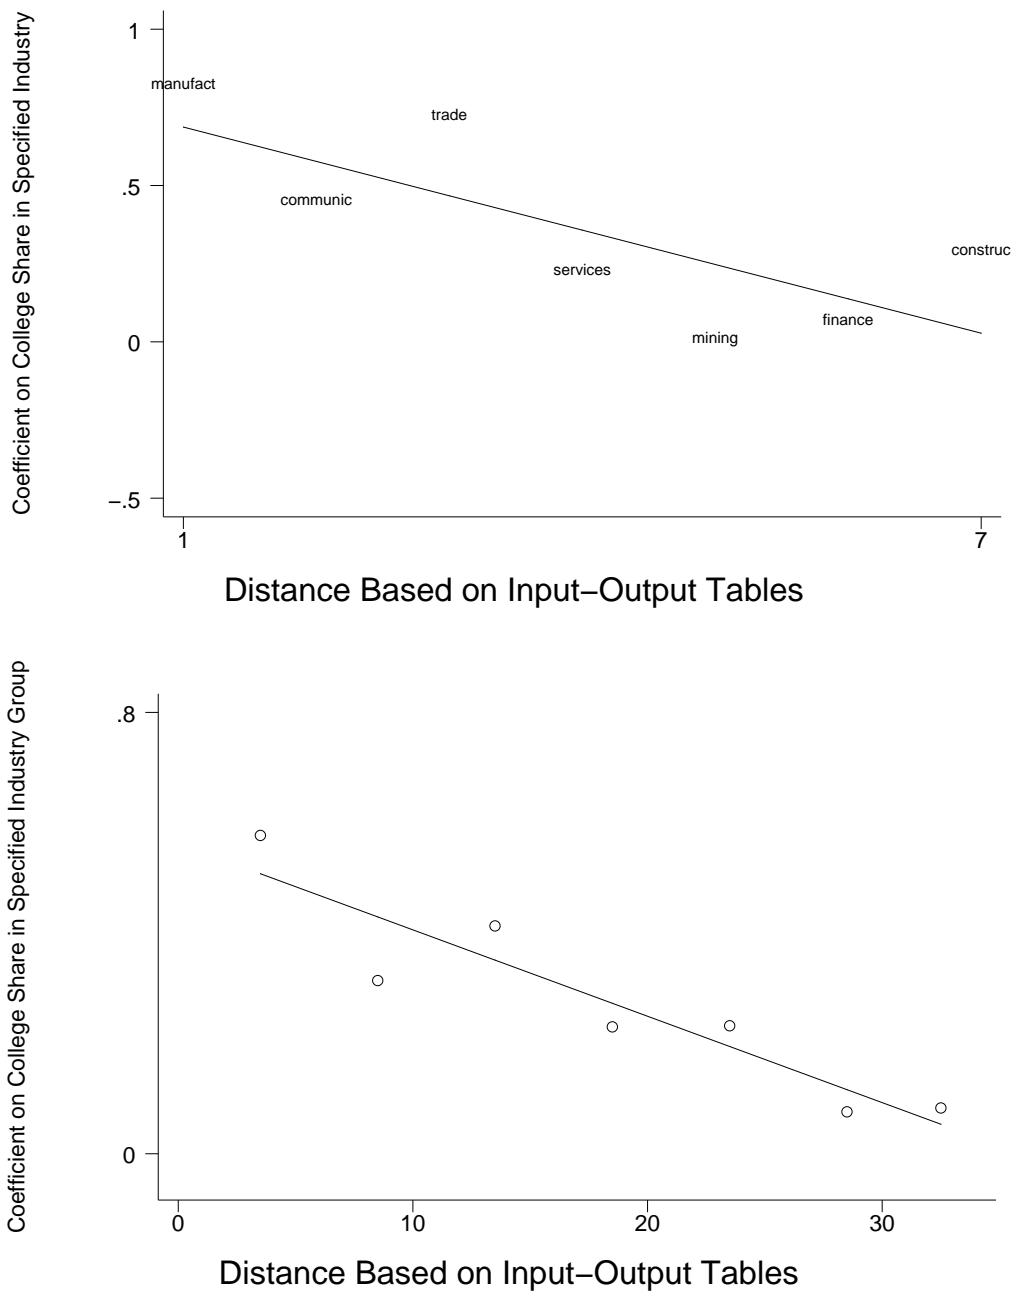 Coefficient on College Share in Specified Industry
1
.5
0
−.5
manufact
trade
communic
services
construc
finance
mining
1
7
Distance Based on Input−Output Tables
Coefficient on College Share in Specified Industry Group
.8
0
0
10
20
30
Distance Based on Input−Output Tables